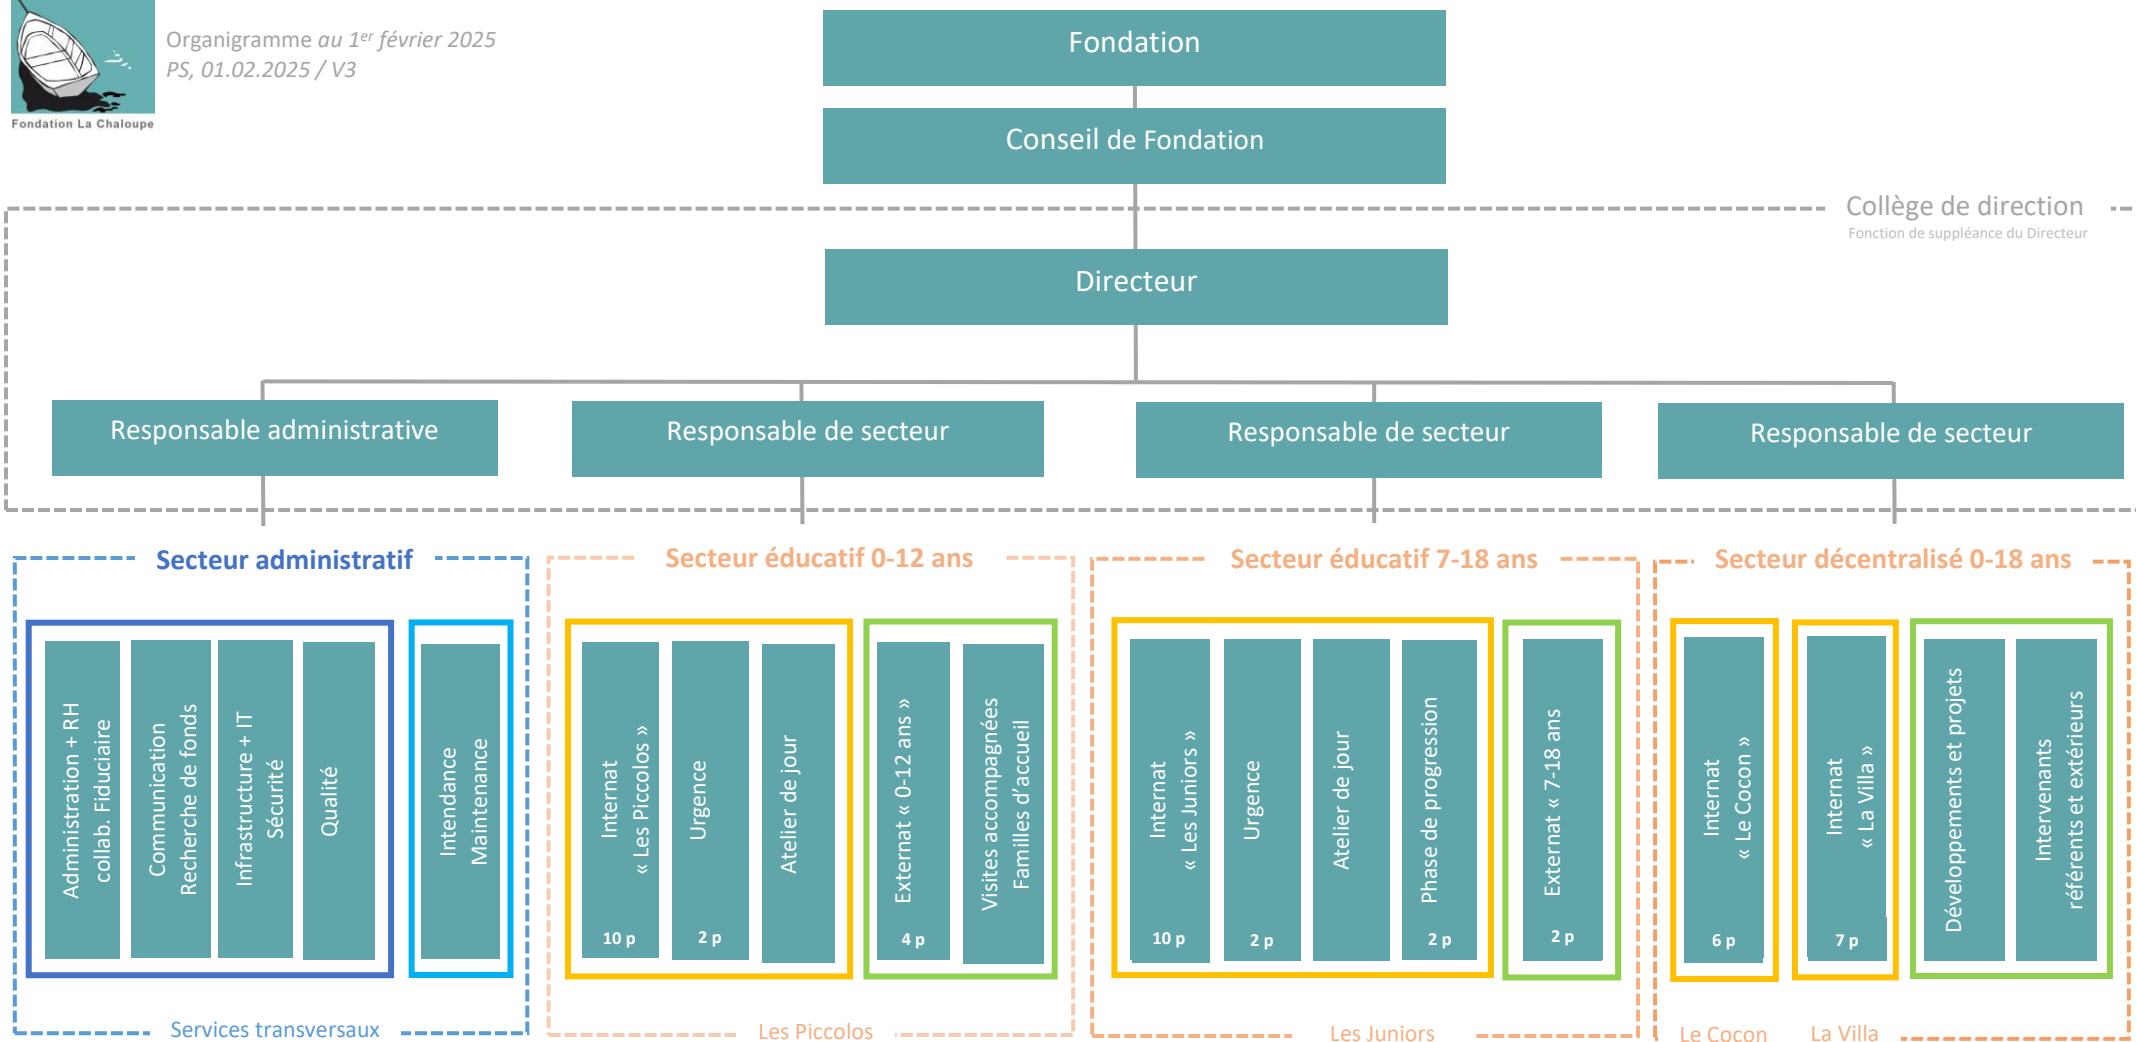 Organigramme au 1er février 2025
PS, 01.02.2025 / V3
Fondation La Chaloupe
Fondation
Conseil de Fondation
Collège de direction
Fonction de suppléance du Directeur
Directeur
Responsable administrative
Responsable de secteur
Responsable de secteur
Responsable de secteur
Secteur administratif
Administration + RH
collab. Fiduciaire
Communication
Recherche de fonds
Infrastructure + IT
Sécurité
Qualité
Intendance
Maintenance
Services transversaux
Secteur éducatif 0-12 ans
Internat
« Les Piccolos »
10 p
Urgence
2 p
Atelier de jour
Externat « 0-12 ans »
4 p
Visites accompagnées
Familles d'accueil
Les Piccolos
Secteur éducatif 7-18 ans
Internat
« Les Juniors »
10 p
Urgence
2 p
Atelier de jour
Phase de progression
2 p
Externat « 7-18 ans
2 p
Les Juniors
Secteur décentralisé 0-18 ans
Internat
« Le Cocon »
6 p
Internat
« La Villa »
7 p
Développements et projets
Intervenants
référents et extérieurs
Le Cocon
La Villa